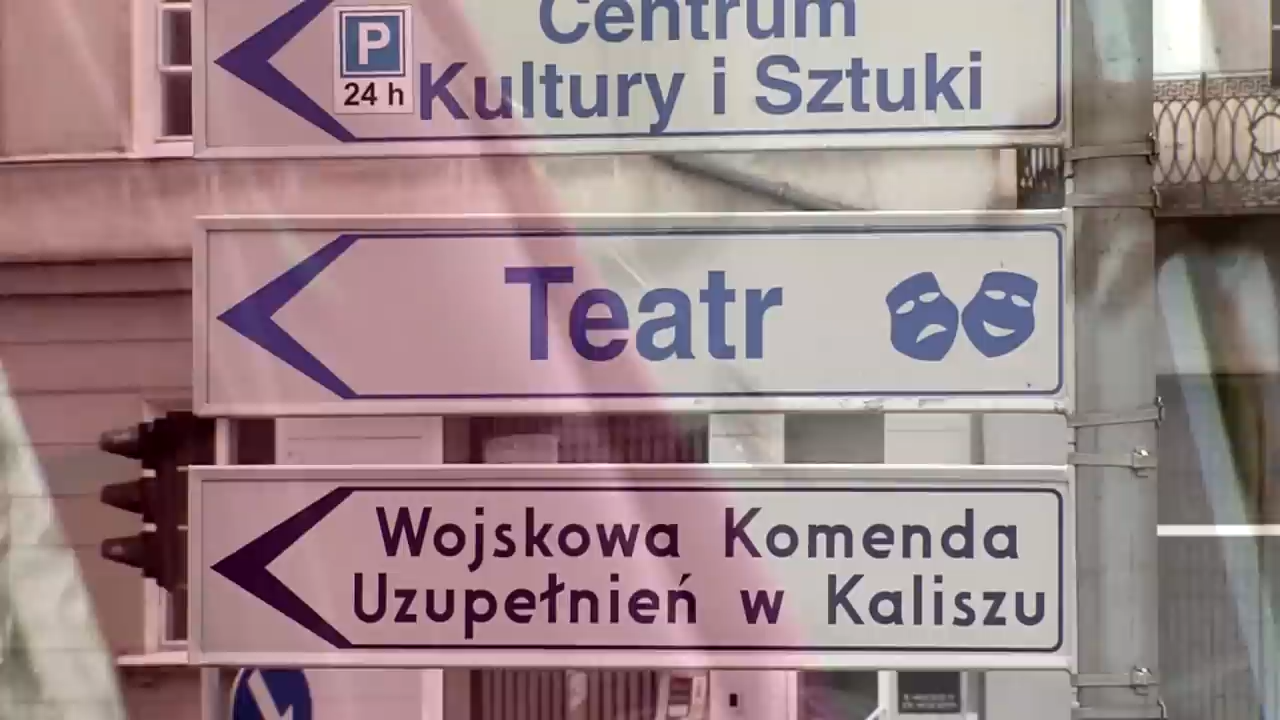 Centrum
P
24 h
Kultury i Sztuki
Teatr
Wojskowa Komenda
Uzupełnień w Kaliszu